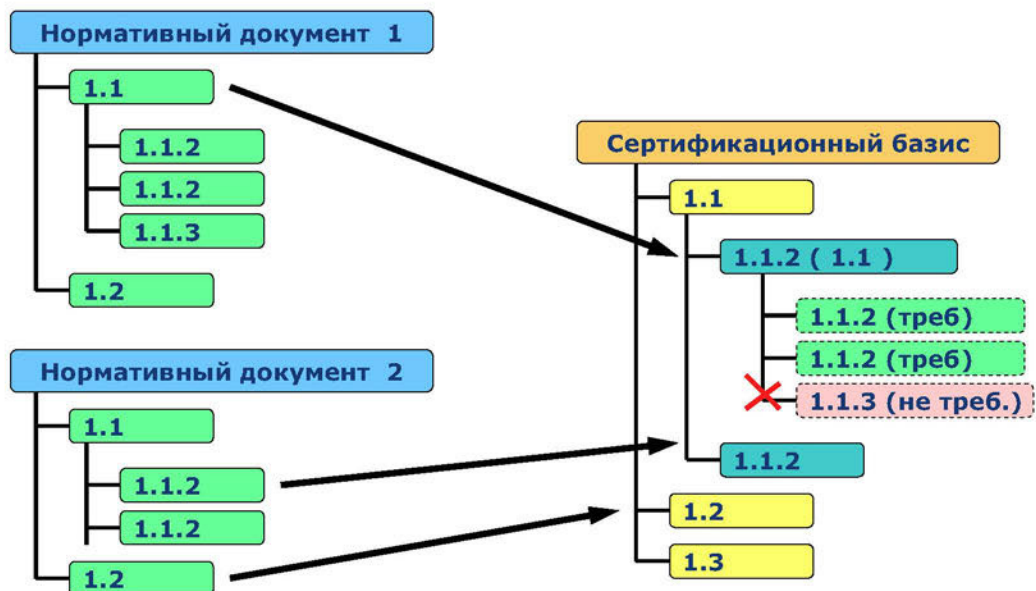 Нормативный документ 1
1.1
1.1.2
1.1.2
1.1.3
1.2
Нормативный документ 2
1.1
1.1.2
1.1.2
1.2
Сертификационный базис
1.1
1.1.2 ( 1.1 )
1.1.2 (треб)
1.1.2 (треб)
1.1.3 (не треб.)
1.1.2
1.2
1.3